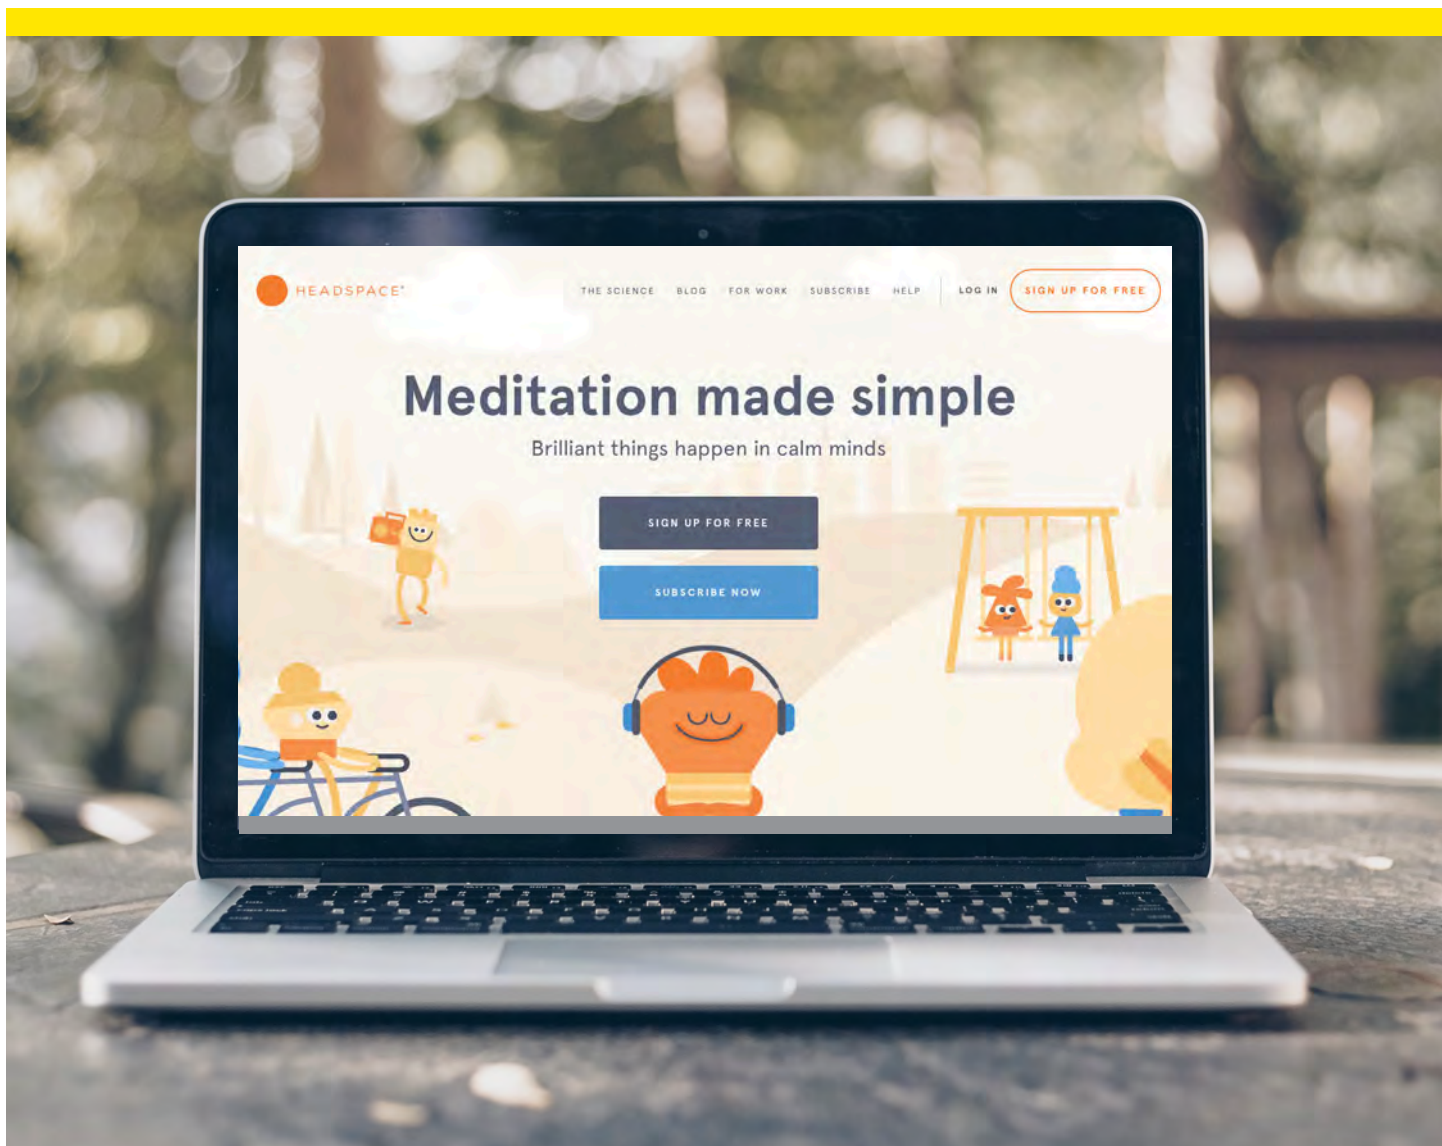 HEADSPACE
THE SCIENCE BLOG FOR WORK SUBSCRIBE HELP LOG IN SIGN UP FOR FREE
Meditation made simple
Brilliant things happen in calm minds
SIGN UP FOR FREE
SUBSCRIBE NOW